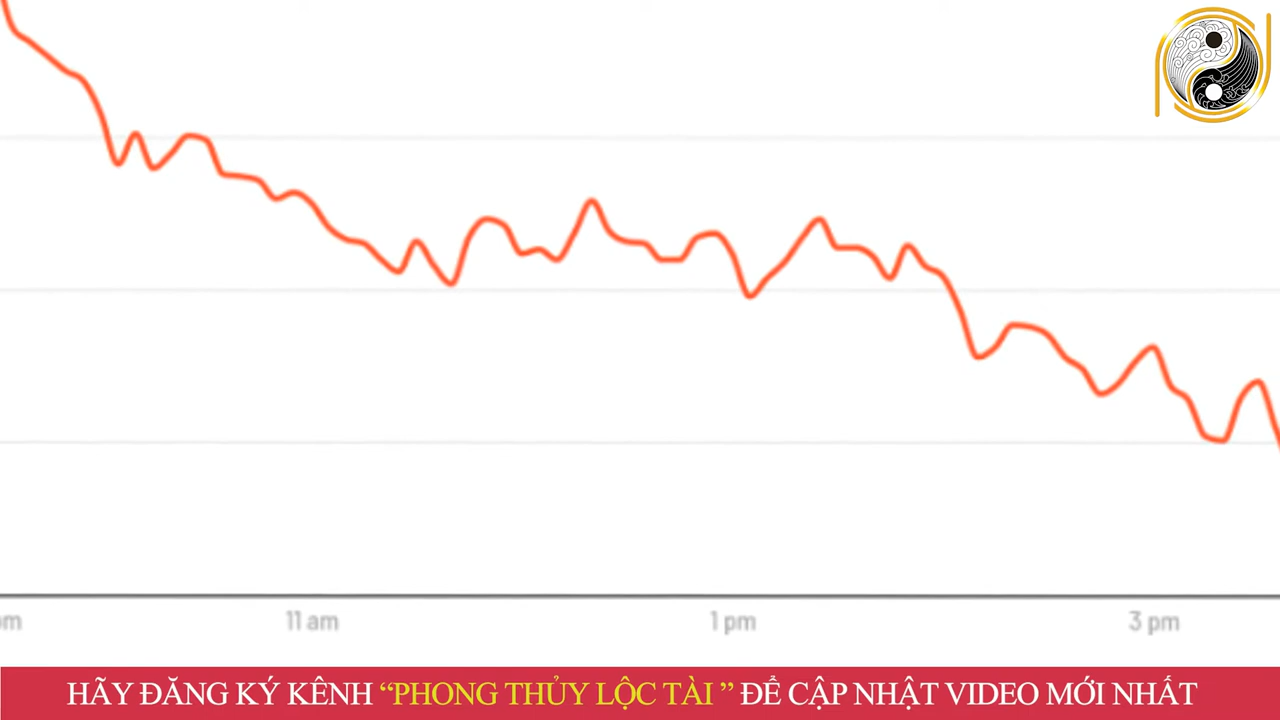 om
11 am
1 pm
3 pm
HÃY ĐĂNG KÝ KÊNH “PHONG THỦY LỘC TÀI ” ĐỂ CẬP NHẬT VIDEO MỚI NHẤT